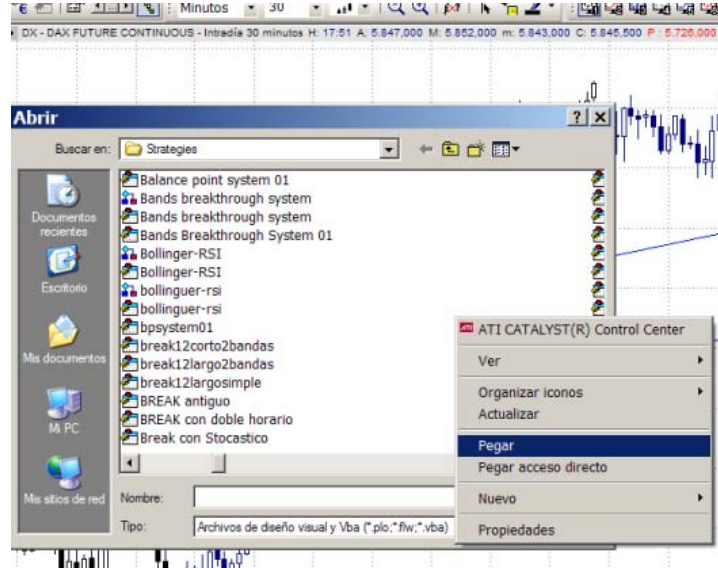 Minutos 30
DX - DAX FUTURE CONTINUOUS - Intradía 30 minutos H: 17:51 A: 5.847,000 M: 5.852,000 m: 5.843,000 C: 5.845,500 P : 5.726,000
Abrir
Buscar en: Strategies
Documentos recientes
Escritorio
Mis documentos
Mi PC
Mis sitios de red
Balance point system 01
Bands breakthrough system
Bands breakthrough system
Bands Breakthrough System 01
Bollinger-RSI
Bollinger-RSI
bollinguer-rsi
bollinguer-rsi
bpsystem01
break12corto2bandas
break12largo2bandas
break12largosimple
BREAK antiguo
BREAK con doble horario
Break con Stocastico
Nombre:
Tipo: Archivos de diseño visual y Vba (*.plo;*.flw;*.vba)
ATI CATALYST(R) Control Center
Ver
Organizar iconos
Actualizar
Pegar
Pegar acceso directo
Nuevo
Propiedades